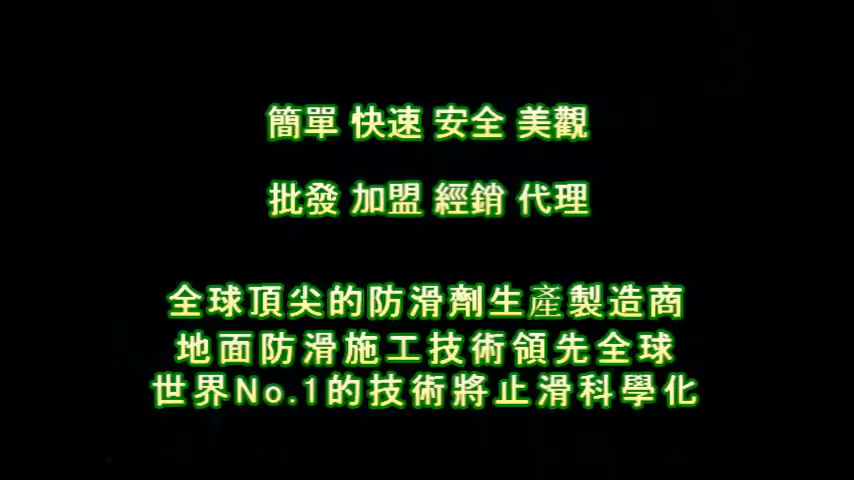 簡單 快速 安全 美觀
批發 加盟 經銷 代理
全球頂尖的防滑劑生產製造商
地面防滑施工技術領先全球
世界No.1的技術將止滑科學化